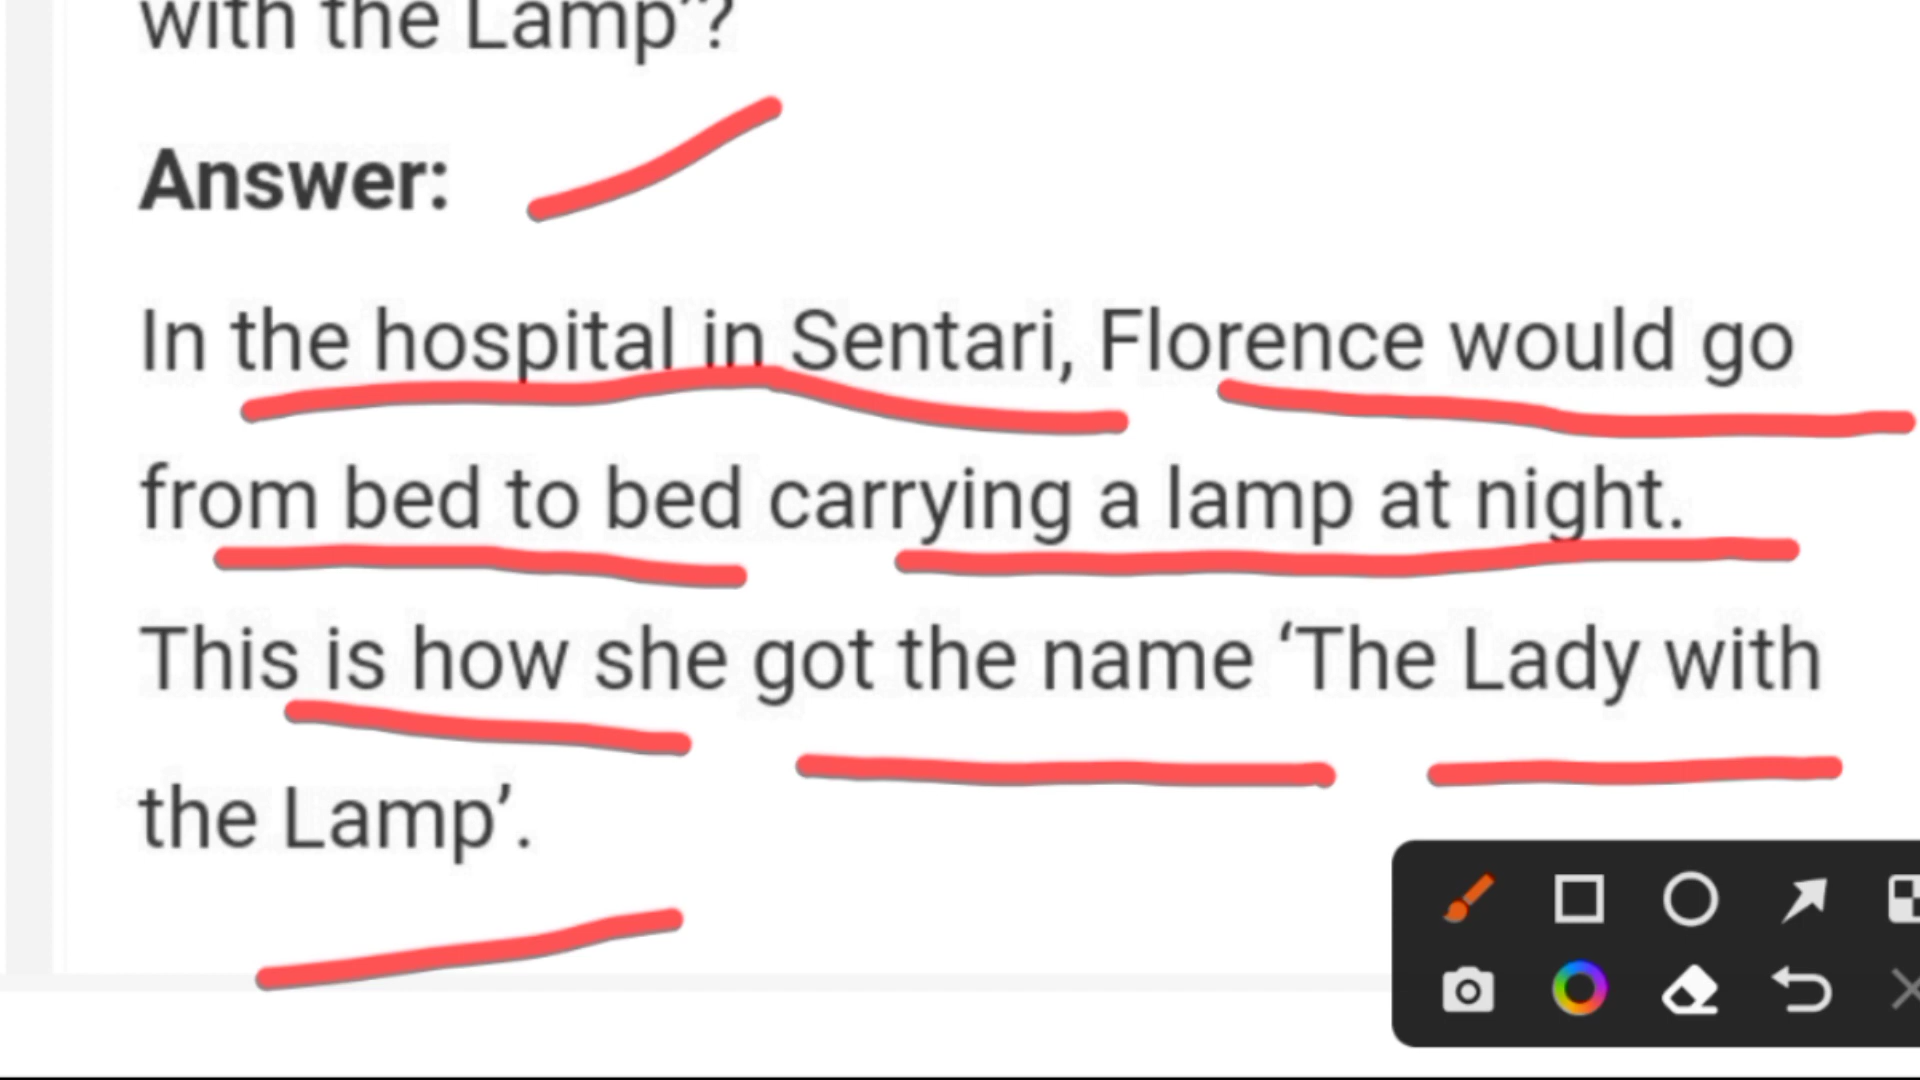 with the Lamp’?
Answer:
In the hospital in Sentari, Florence would go
from bed to bed carrying a lamp at night.
This is how she got the name ‘The Lady with
the Lamp’.